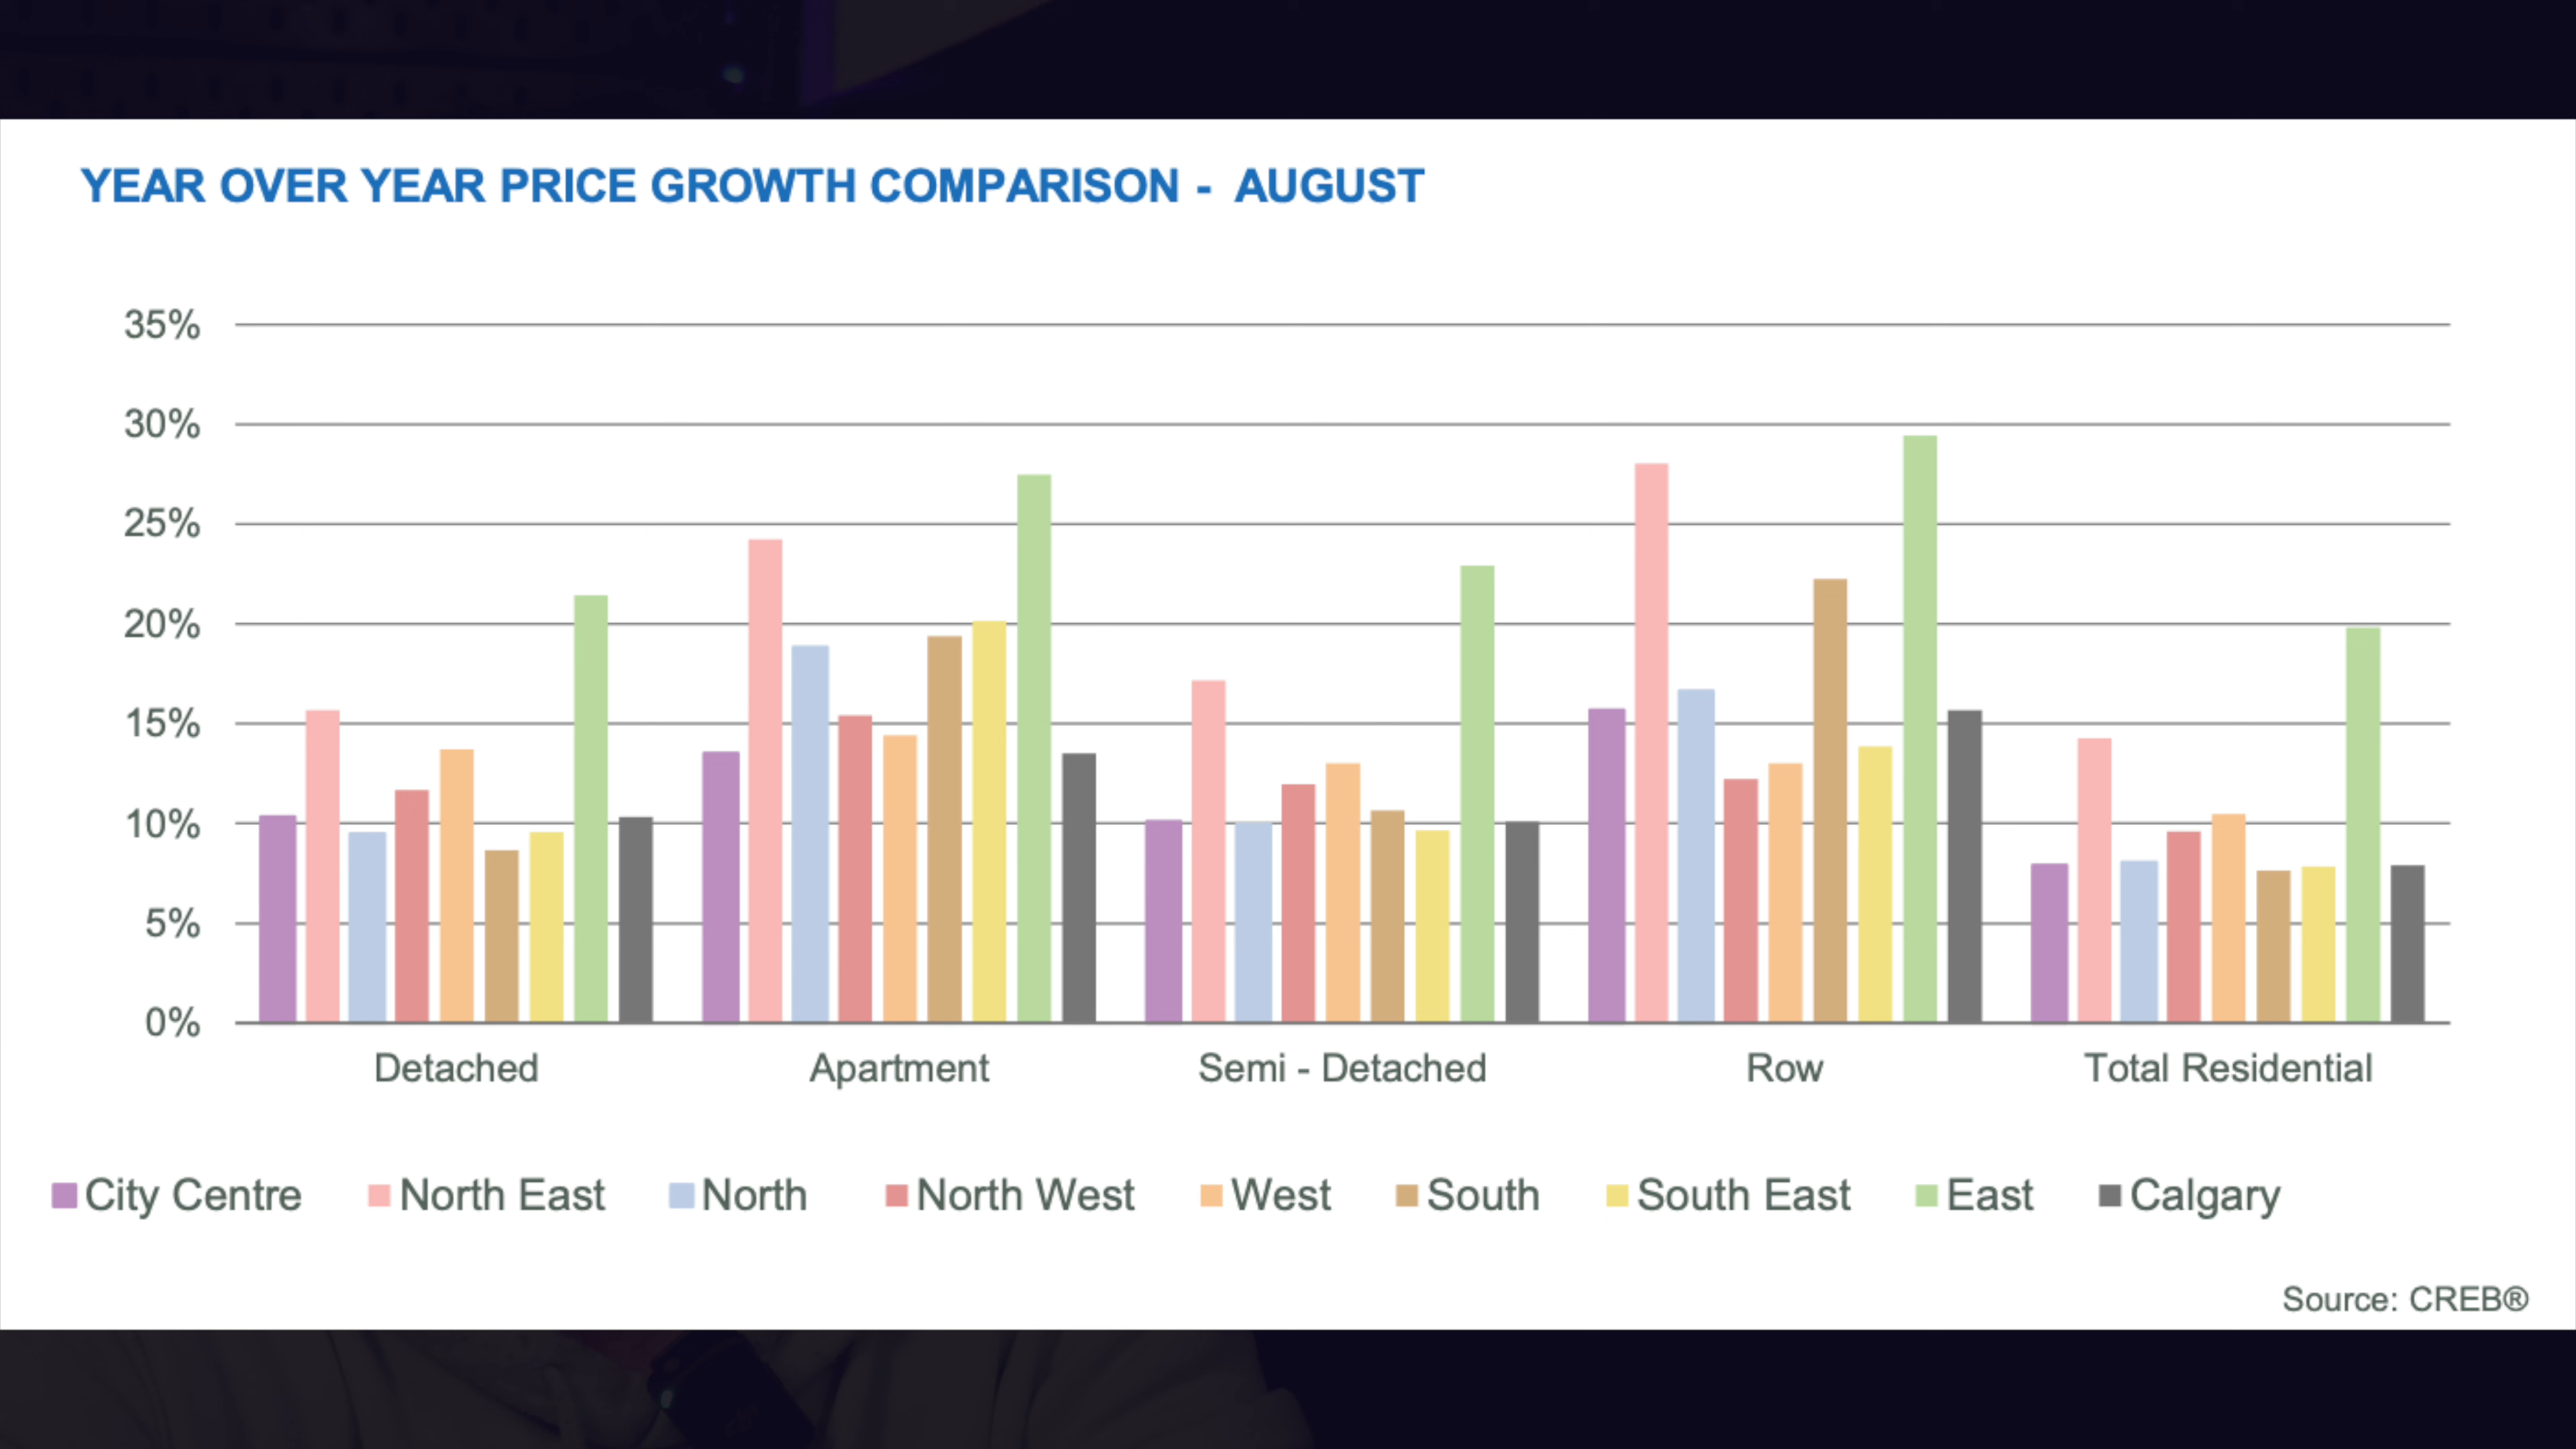 YEAR OVER YEAR PRICE GROWTH COMPARISON - AUGUST
35%
30%
25%
20%
15%
10%
5%
0%
Detached Apartment Semi - Detached Row Total Residential
City Centre North East North North West West South South East East Calgary
Source: CREB®